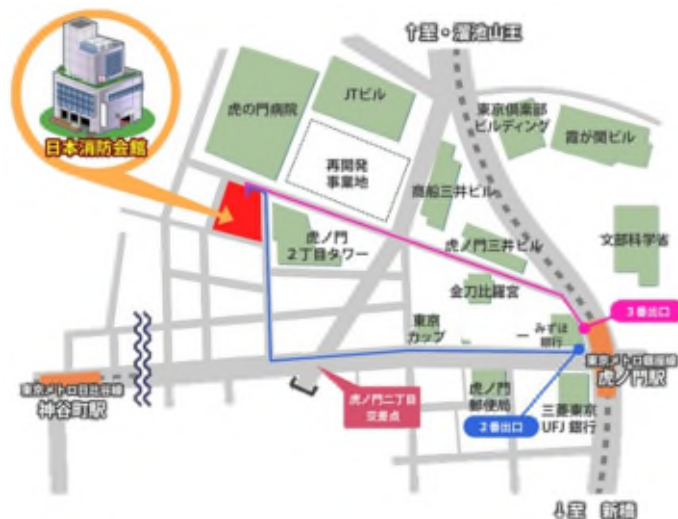 ↑至・溜池山王
JTビル
虎の門病院
東京倶楽部
ビルディング
霞が関ビル
日本消防会館
再開発
事業地
商船三井ビル
虎ノ門
2丁目タワー
虎ノ門三井ビル
文部科学省
金刀比羅宮
3番出口
東京
カップ
みずほ
銀行
東京メトロ銀座線
虎ノ門駅
東京メトロ日比谷線
神谷町駅
虎ノ門二丁目
交差点
虎ノ門
郵便局
2番出口
三菱東京
UFJ 銀行
↓至 新橋